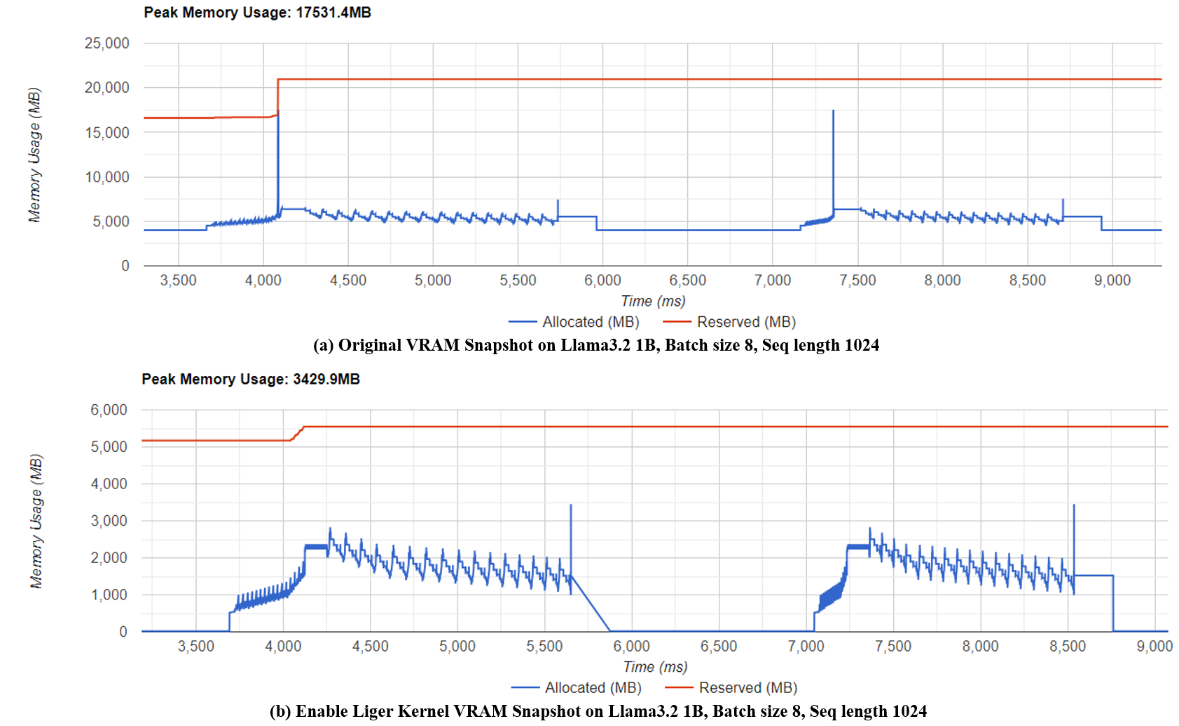 Peak Memory Usage: 17531.4MB
25,000
20,000
15,000
10,000
5,000
0
Memory Usage (MB)
3,500 4,000 4,500 5,000 5,500 6,000 6,500 7,000 7,500 8,000 8,500 9,000
Time (ms)
Allocated (MB) Reserved (MB)
(a) Original VRAM Snapshot on Llama3.2 1B, Batch size 8, Seq length 1024
Peak Memory Usage: 3429.9MB
6,000
5,000
4,000
3,000
2,000
1,000
0
Memory Usage (MB)
3,500 4,000 4,500 5,000 5,500 6,000 6,500 7,000 7,500 8,000 8,500 9,000
Time (ms)
Allocated (MB) Reserved (MB)
(b) Enable Liger Kernel VRAM Snapshot on Llama3.2 1B, Batch size 8, Seq length 1024